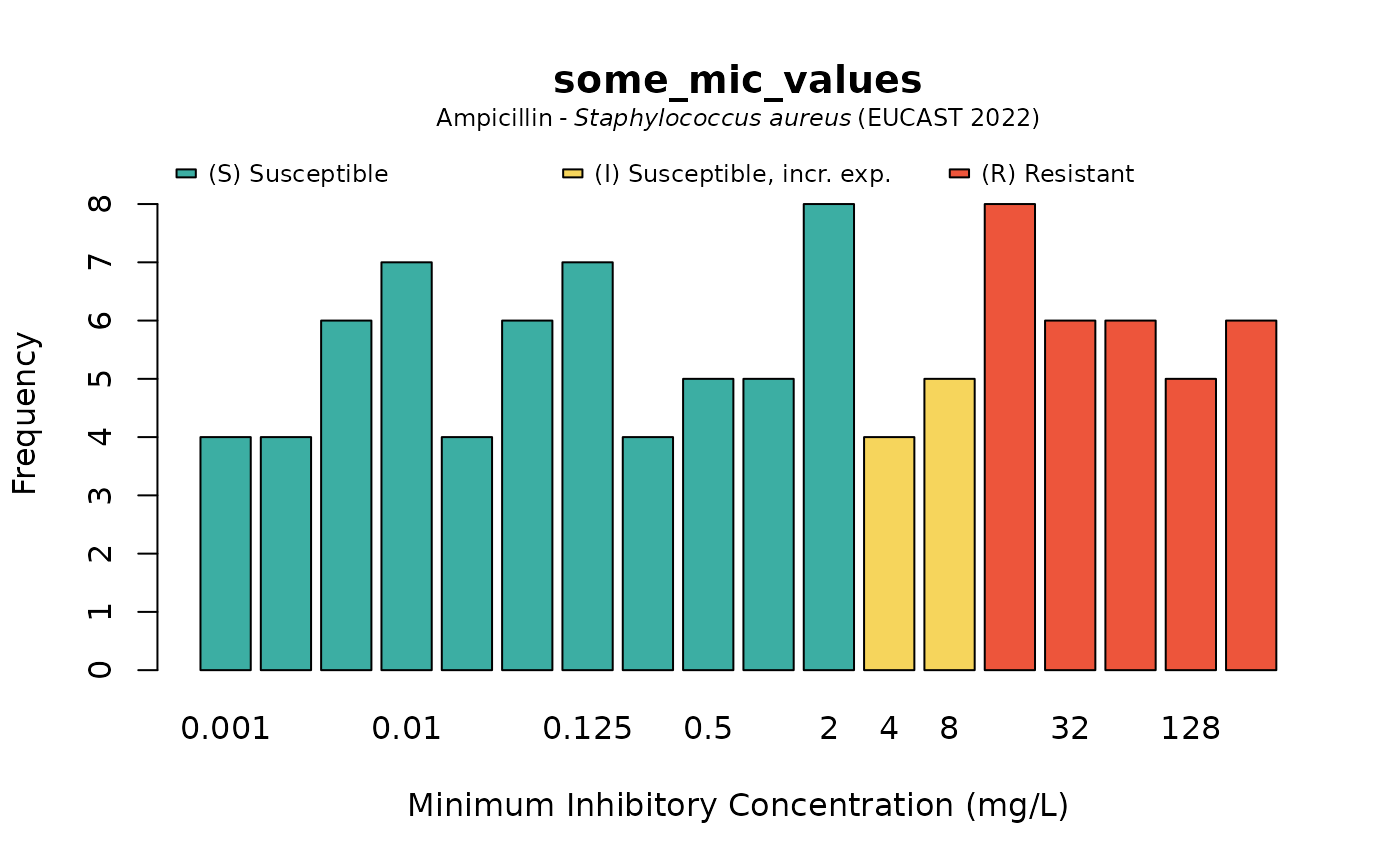 some_mic_values
Ampicillin - Staphylococcus aureus (EUCAST 2022)
(S) Susceptible (I) Susceptible, incr. exp. (R) Resistant
8
7
6
5
4
3
2
1
0
Frequency
0.001 0.01 0.125 0.5 2 4 8 32 128
Minimum Inhibitory Concentration (mg/L)